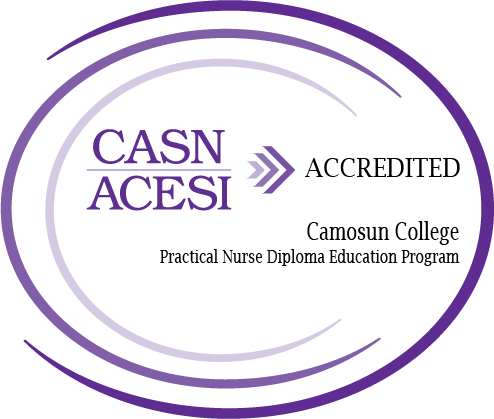 CASN
ACESI
ACCREDITED
Camosun College
Practical Nurse Diploma Education Program